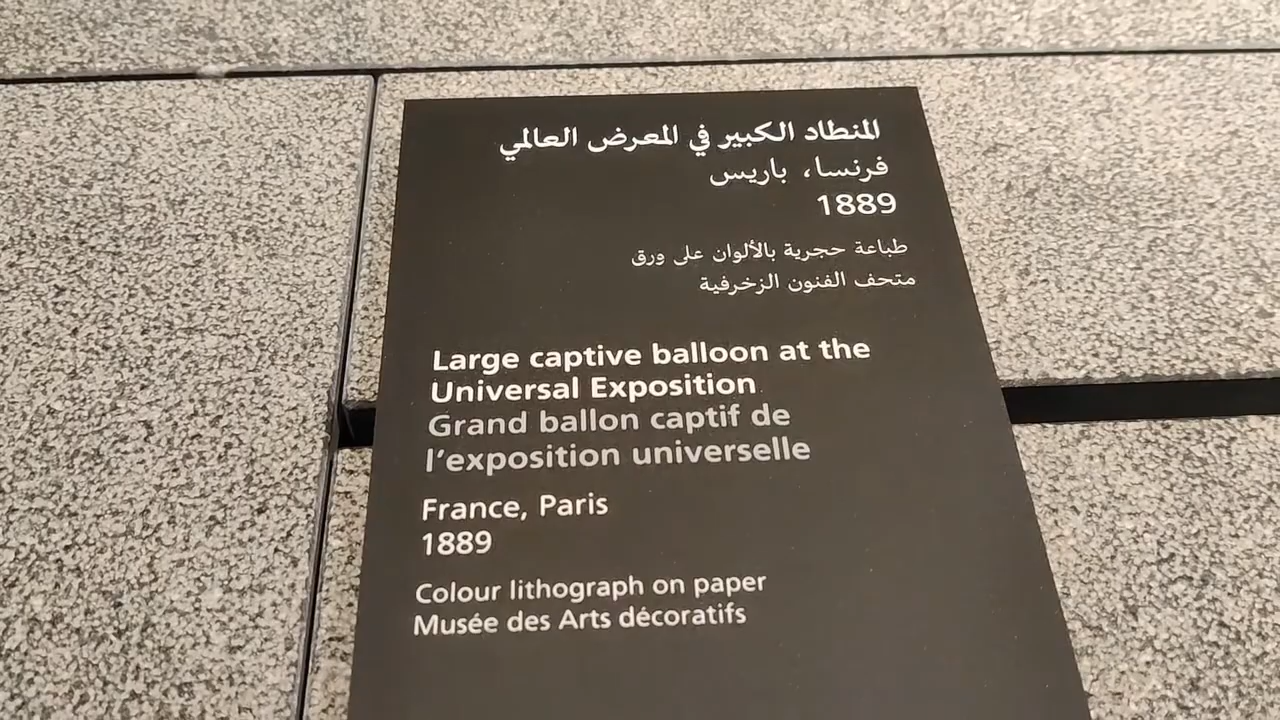 المنطاد الكبير في المعرض العالمي
فرنسا، باريس
1889
طباعة حجرية بالألوان على ورق
متحف الفنون الزخرفية
Large captive balloon at the
Universal Exposition
Grand ballon captif de
l'exposition universelle
France, Paris
1889
Colour lithograph on paper
Musée des Arts décoratifs